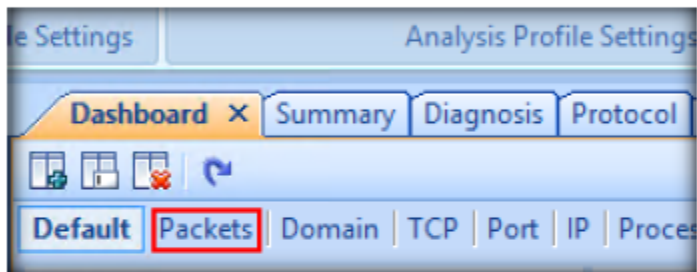 le Settings Analysis Profile Settings
Dashboard × Summary Diagnosis Protocol
Default Packets Domain TCP Port IP Proces